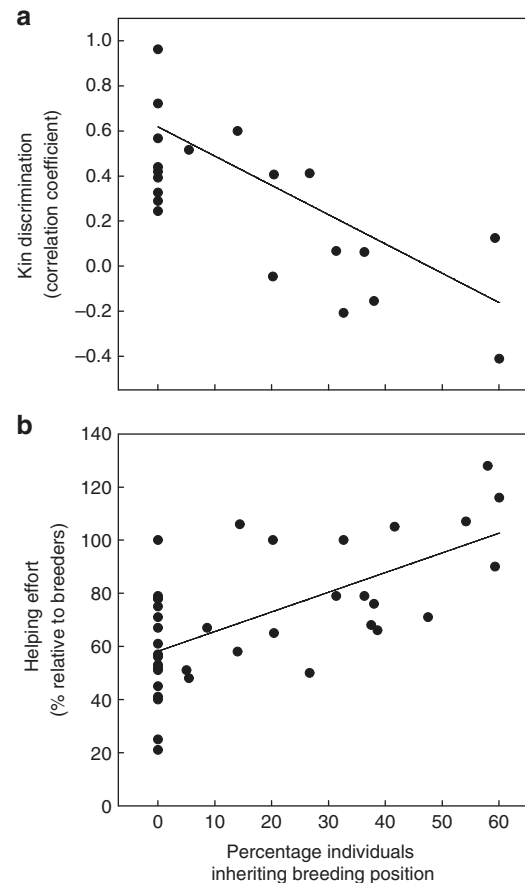 a
1.0
0.8
0.6
0.4
0.2
0.0
–0.2
–0.4
Kin discrimination
(correlation coefficient)
b
140
120
100
80
60
40
20
0
Helping effort
(% relative to breeders)
0 10 20 30 40 50 60
Percentage individuals
inheriting breeding position